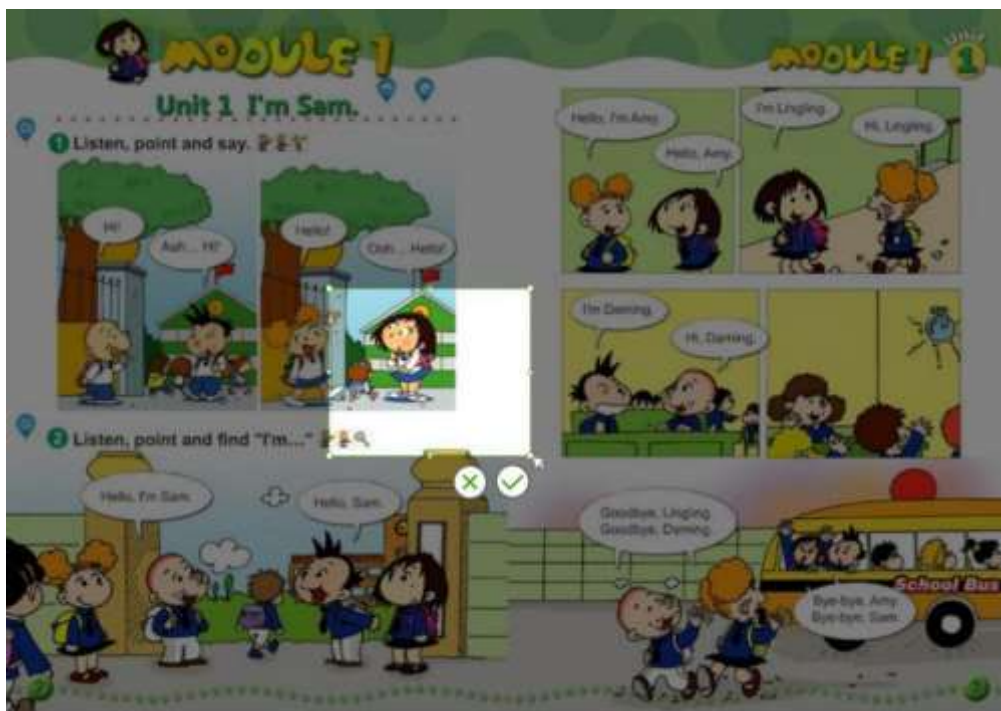 MODULE 1
Unit 1 I'm Sam.
1 Listen, point and say.
Hi!
Aah... Hi!
Hello!
Ooh... Hello!
2 Listen, point and find "I'm..."
Hello, I'm Sam.
Hello, Sam.
MODULE 1 Unit 1
Hello, I'm Amy.
Hello, Amy.
I'm Lingling.
Hi, Lingling.
I'm Daming.
Hi, Daming.
Goodbye, Lingling.
Goodbye, Daming.
School Bus
Bye-bye, Amy.
Bye-bye, Sam.